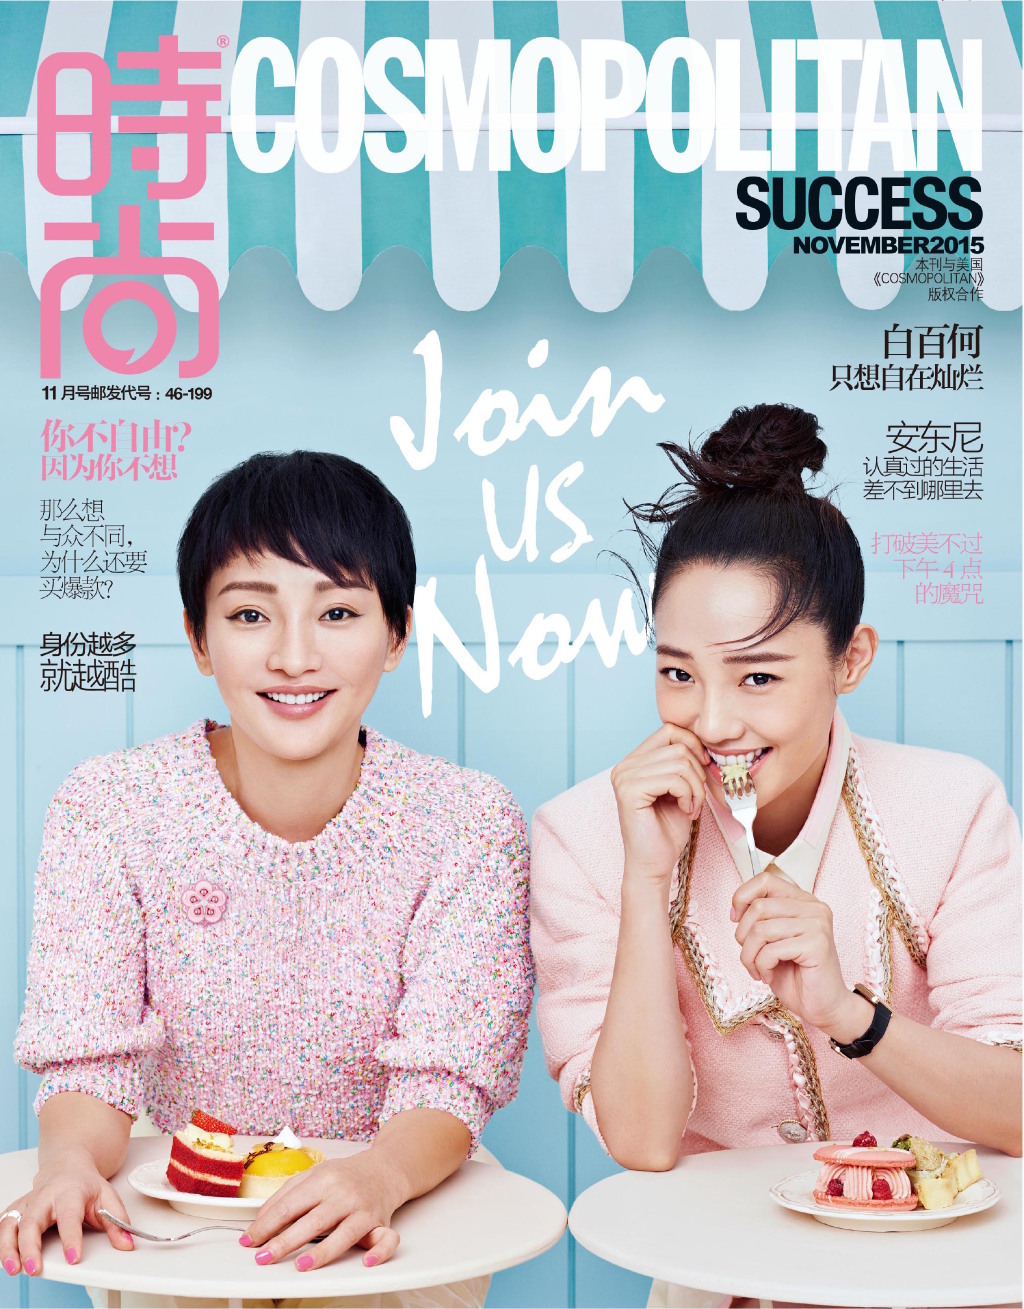 時尚®
COSMOPOLITAN
SUCCESS
NOVEMBER2015
本刊与美国
《COSMOPOLITAN》
版权合作
11月号邮发代号：46-199
你不自由?
因为你不想
那么想
与众不同,
为什么还要
买爆款?
身份越多
就越酷
Join
US
Now
白百何
只想自在灿烂
安东尼
认真过的生活
差不到哪里去
打破美不过
下午4点
的魔咒